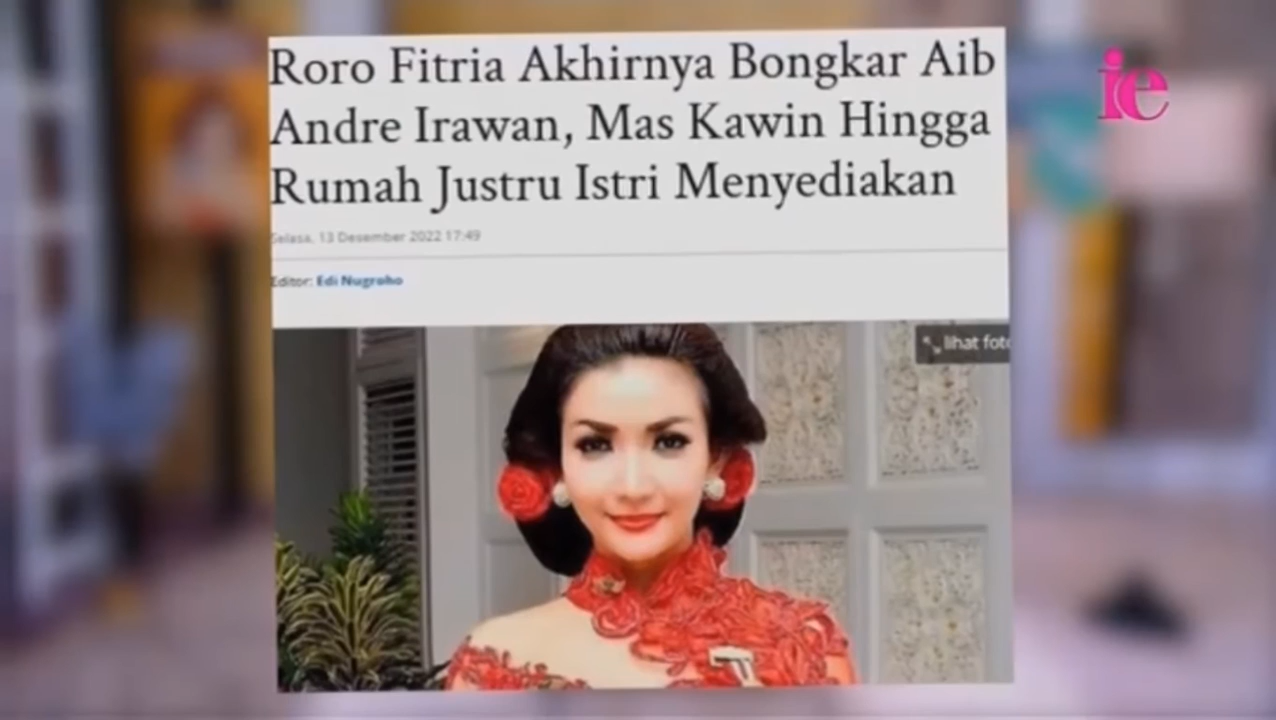 Roro Fitria Akhirnya Bongkar Aib
Andre Irawan, Mas Kawin Hingga
Rumah Justru Istri Menyediakan
Selasa, 13 Desember 2022 17:49
Editor: Edi Nugroho
lihat foto
ie